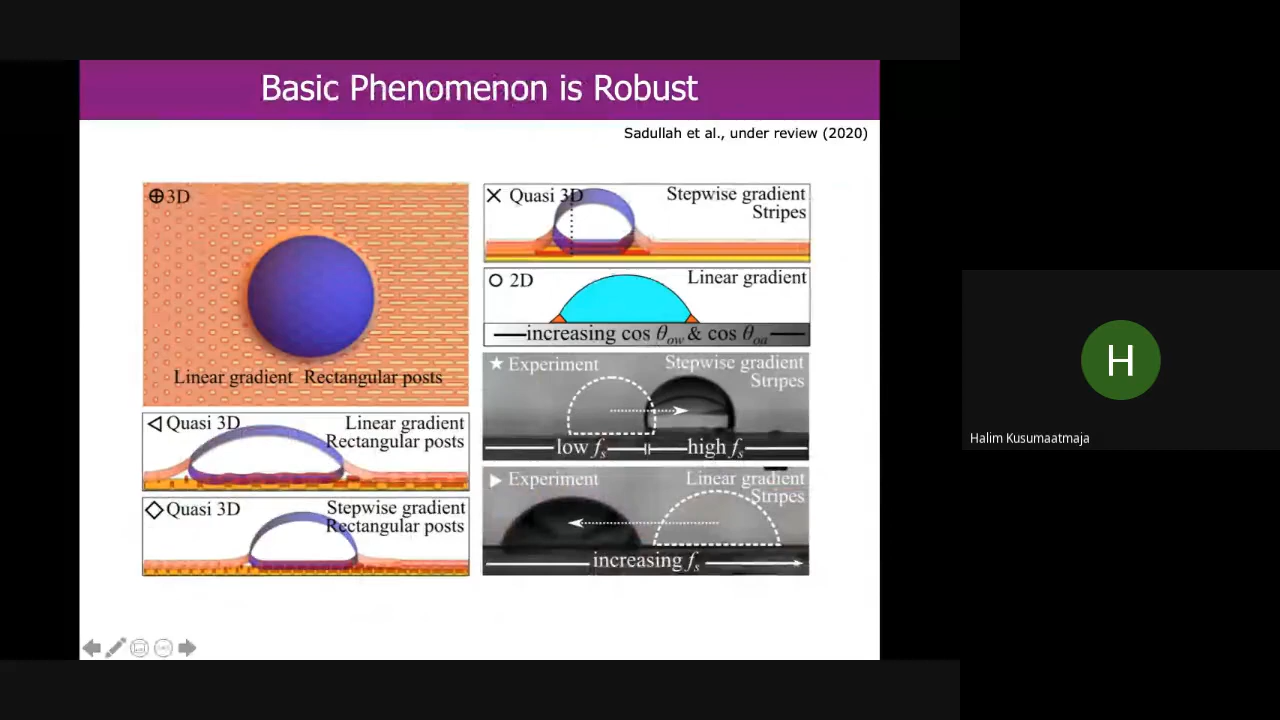 Basic Phenomenon is Robust
Sadullah et al., under review (2020)
⊕ 3D
Linear gradient Rectangular posts
◁ Quasi 3D
Linear gradient
Rectangular posts
◇ Quasi 3D
Stepwise gradient
Rectangular posts
× Quasi 3D
Stepwise gradient
Stripes
○ 2D
Linear gradient
increasing cos θow & cos θoa
★ Experiment
Stepwise gradient
Stripes
low fs
high fs
▶ Experiment
Linear gradient
Stripes
increasing fs
H
Halim Kusumaatmaja